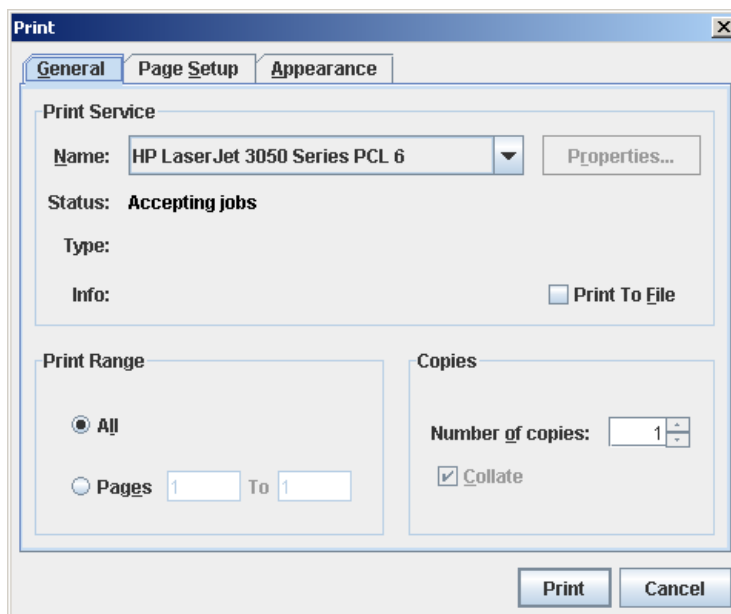 Print
General Page Setup Appearance
Print Service
Name: HP LaserJet 3050 Series PCL 6 Properties...
Status: Accepting jobs
Type:
Info: Print To File
Print Range Copies
All
Number of copies: 1
Pages 1 To 1
Collate
Print Cancel